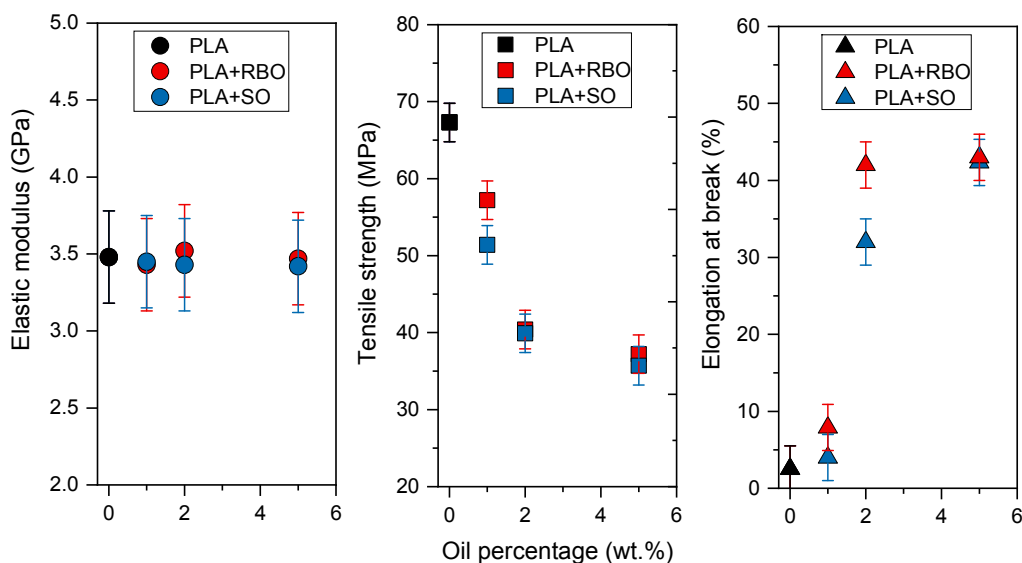 PLA
PLA+RBO
PLA+SO
Elastic modulus (GPa)
5.0
4.5
4.0
3.5
3.0
2.5
2.0
0
2
4
6
PLA
PLA+RBO
PLA+SO
Tensile strength (MPa)
80
70
60
50
40
30
20
0
2
4
6
Oil percentage (wt.%)
PLA
PLA+RBO
PLA+SO
Elongation at break (%)
60
50
40
30
20
10
0
0
2
4
6